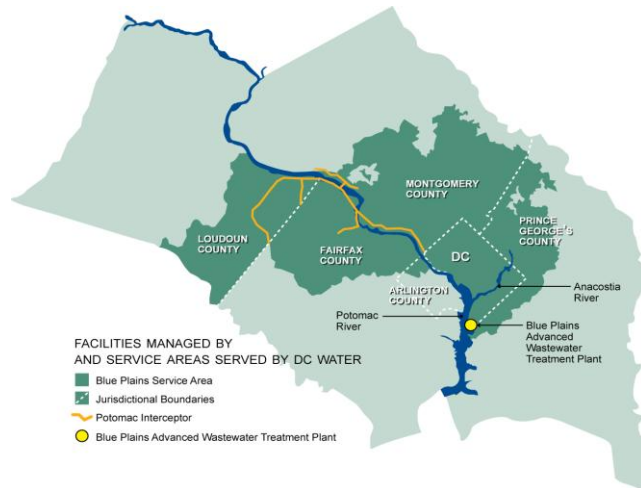 MONTGOMERY
COUNTY
PRINCE
GEORGE'S
COUNTY
LOUDOUN
COUNTY
FAIRFAX
COUNTY
DC
ARLINGTON
COUNTY
Anacostia
River
Potomac
River
Blue Plains
Advanced
Wastewater
Treatment Plant
FACILITIES MANAGED BY
AND SERVICE AREAS SERVED BY DC WATER
Blue Plains Service Area
Jurisdictional Boundaries
Potomac Interceptor
Blue Plains Advanced Wastewater Treatment Plant